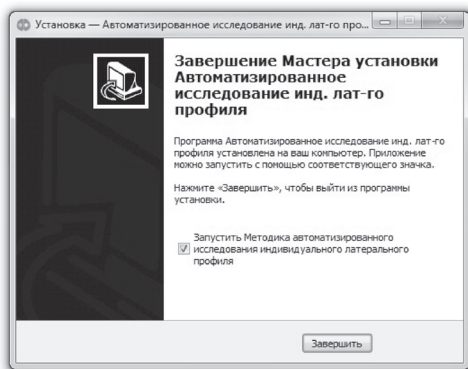 Установка — Автоматизированное исследование инд. лат-го про...
Завершение Мастера установки
Автоматизированное
исследование инд. лат-го
профиля
Программа Автоматизированное исследование инд. лат-го
профиля установлена на ваш компьютер. Приложение
можно запустить с помощью соответствующего значка.
Нажмите «Завершить», чтобы выйти из программы
установки.
Запустить Методика автоматизированного
исследования индивидуального латерального
профиля
Завершить